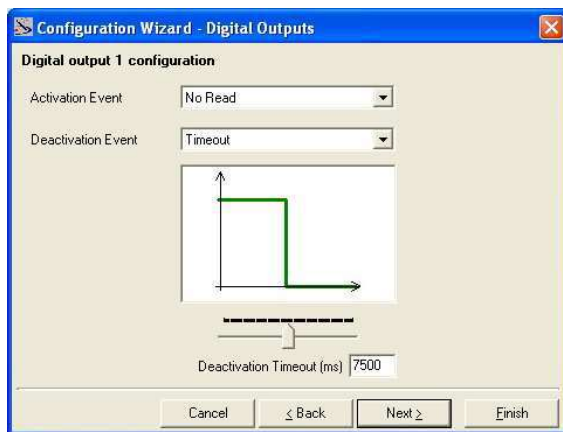 Configuration Wizard - Digital Outputs
Digital output 1 configuration
Activation Event No Read
Deactivation Event Timeout
Deactivation Timeout (ms) 7500
Cancel < Back Next > Finish